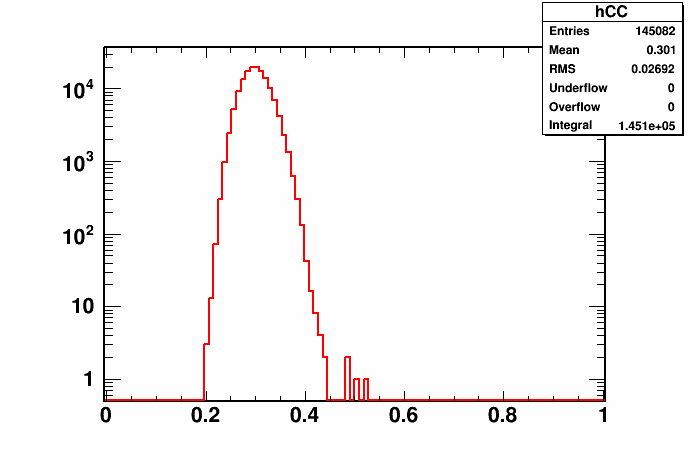 hCC
Entries 145082
Mean 0.301
RMS 0.02692
Underflow 0
Overflow 0
Integral 1.451e+05
10⁴
10³
10²
10
1
0 0.2 0.4 0.6 0.8 1